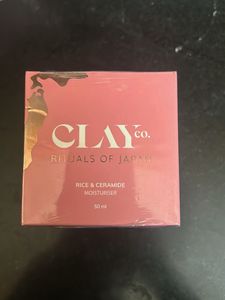 CLAY CO.
RITUALS OF JAPAN
RICE & CERAMIDE
MOISTURISER
50 ml